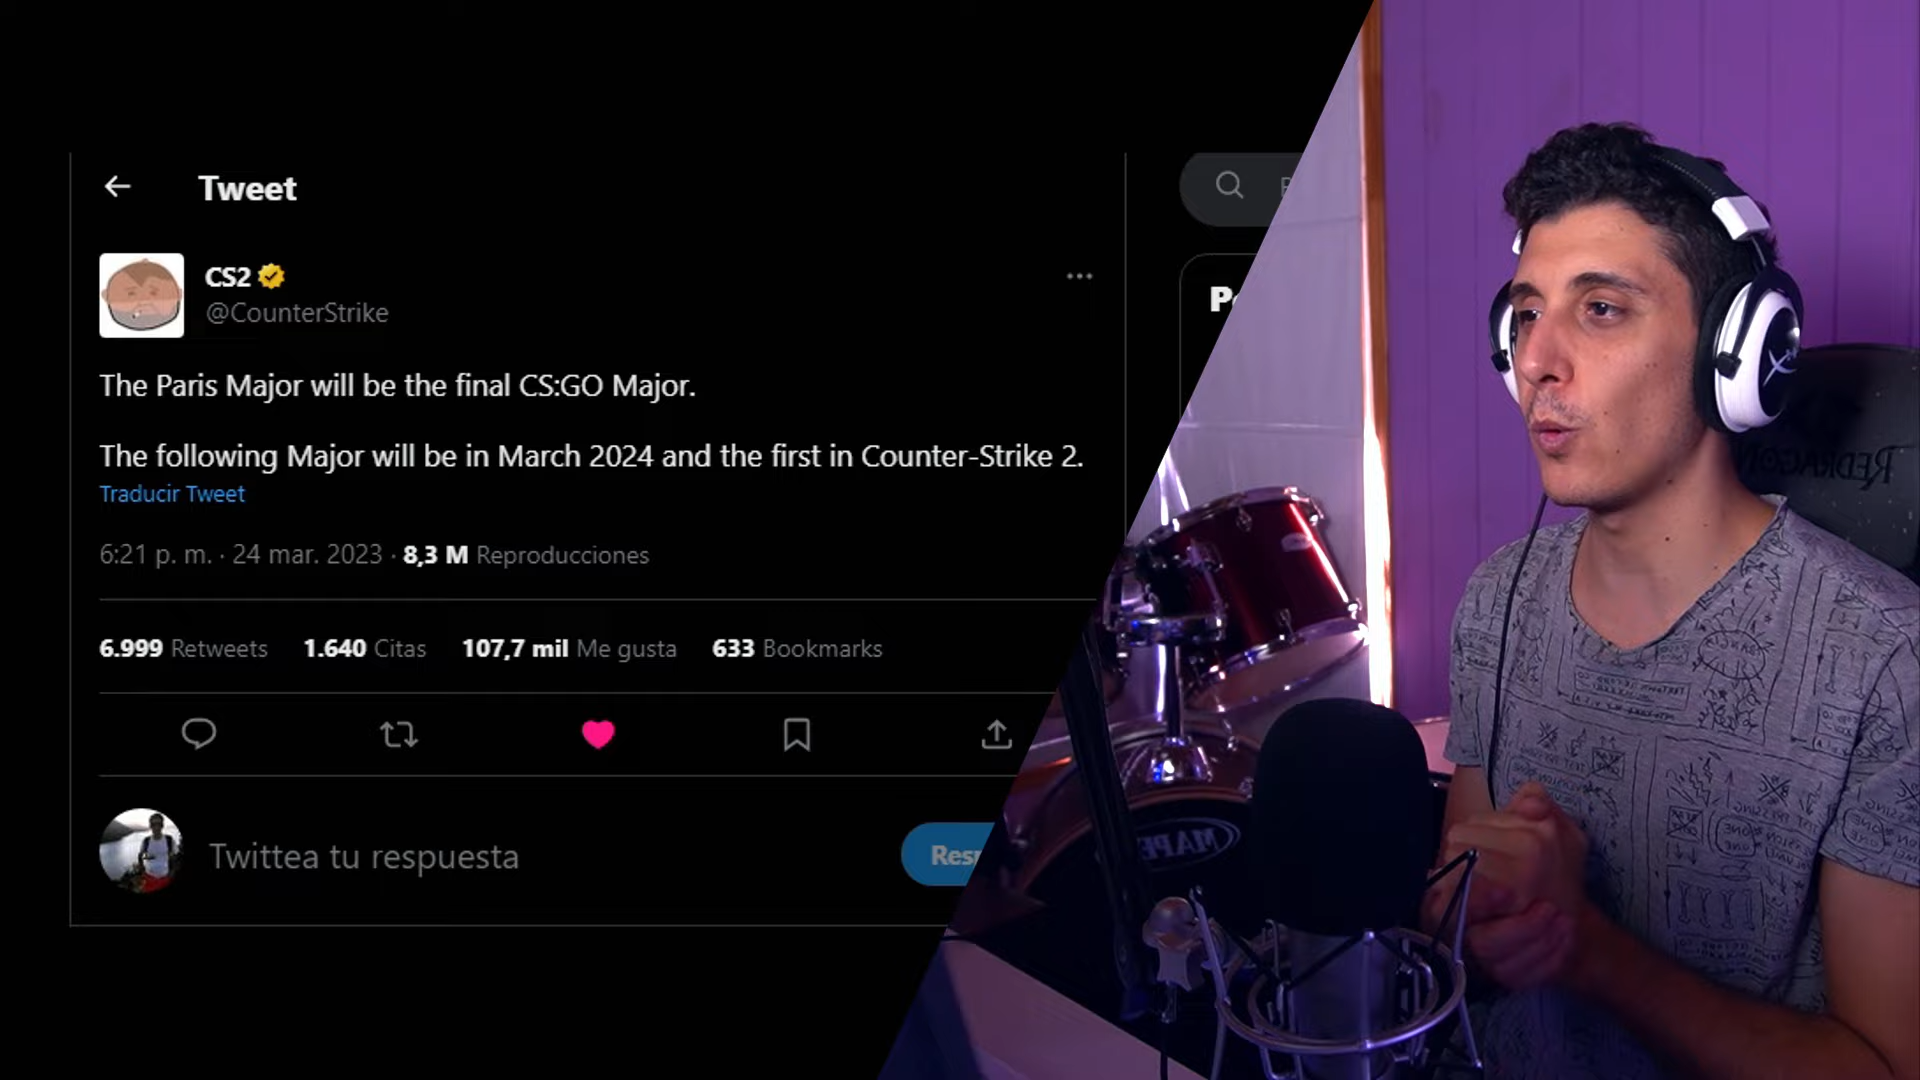 Tweet
CS2
@CounterStrike
The Paris Major will be the final CS:GO Major.
The following Major will be in March 2024 and the first in Counter-Strike 2.
Traducir Tweet
6:21 p. m. · 24 mar. 2023 · 8,3 M Reproducciones
6.999 Retweets 1.640 Citas 107,7 mil Me gusta 633 Bookmarks
Twittea tu respuesta
REDRAGON